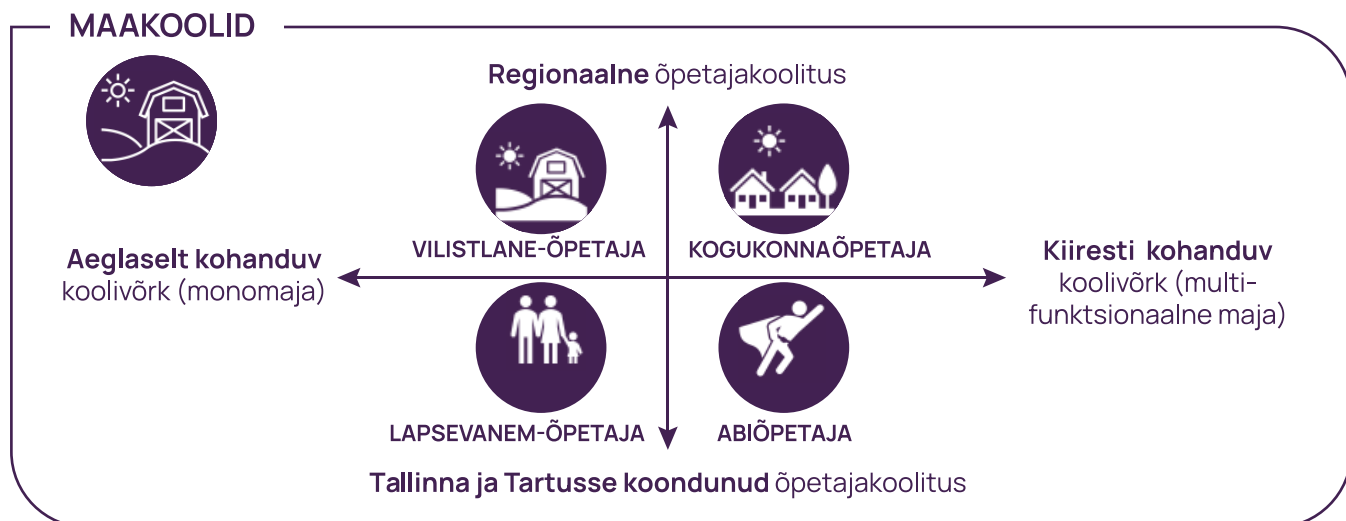 MAAKOOLID
Regionaalne õpetajakoolitus
VILISTLANE-ÕPETAJA
KOGUKONNAÕPETAJA
Aeglaselt kohanduv
koolivõrk (monomaja)
Kiiresti kohanduv
koolivõrk (multi-
funktsionaalne maja)
LAPSEVANEM-ÕPETAJA
ABIÕPETAJA
Tallinna ja Tartusse koondunud õpetajakoolitus